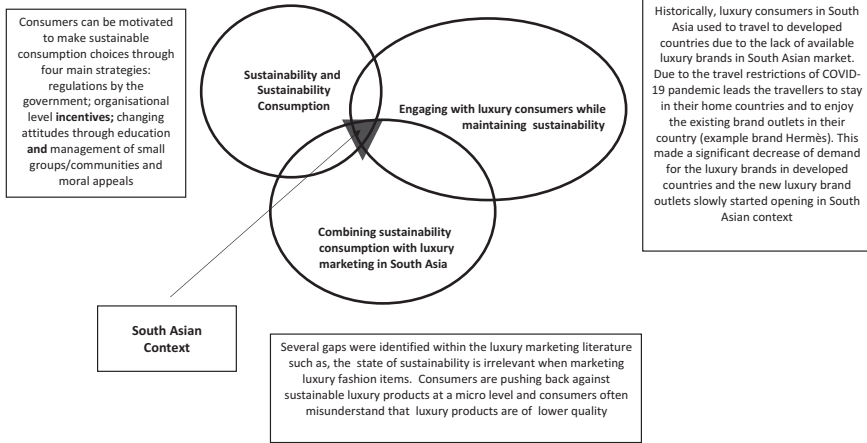 Consumers can be motivated
to make sustainable
consumption choices through
four main strategies:
regulations by the
government; organisational
level incentives; changing
attitudes through education
and management of small
groups/communities and
moral appeals
Sustainability and
Sustainability
Consumption
Engaging with luxury consumers while
maintaining sustainability
Combining sustainability
consumption with luxury
marketing in South Asia
Historically, luxury consumers in South
Asia used to travel to developed
countries due to the lack of available
luxury brands in South Asian market.
Due to the travel restrictions of COVID-
19 pandemic leads the travellers to stay
in their home countries and to enjoy
the existing brand outlets in their
country (example brand Hermès). This
made a significant decrease of demand
for the luxury brands in developed
countries and the new luxury brand
outlets slowly started opening in South
Asian context
South Asian
Context
Several gaps were identified within the luxury marketing literature
such as, the state of sustainability is irrelevant when marketing
luxury fashion items. Consumers are pushing back against
sustainable luxury products at a micro level and consumers often
misunderstand that luxury products are of lower quality